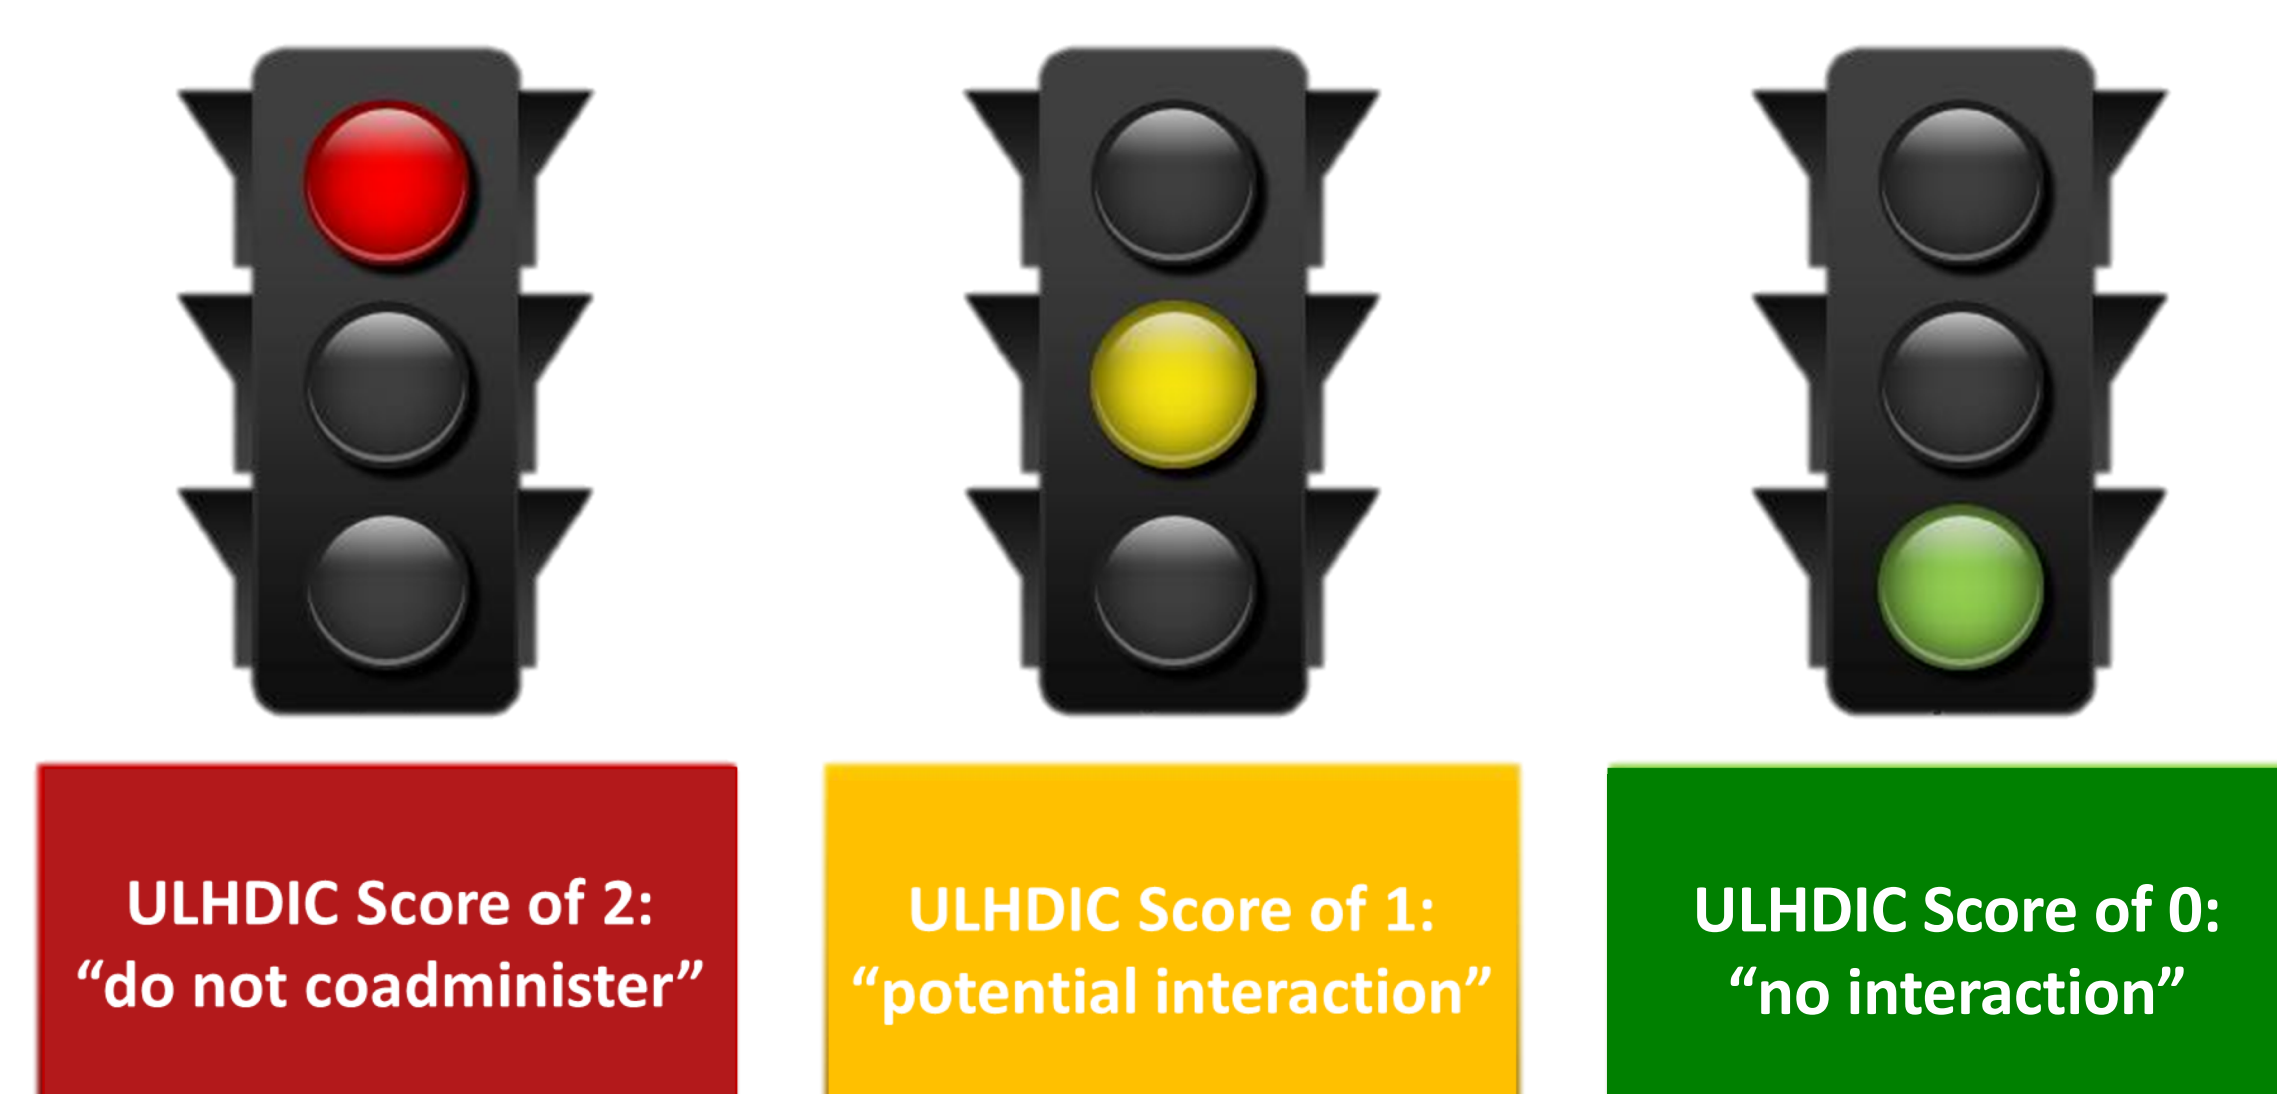 ULHDIC Score of 2:
“do not coadminister”
ULHDIC Score of 1:
“potential interaction”
ULHDIC Score of 0:
“no interaction”